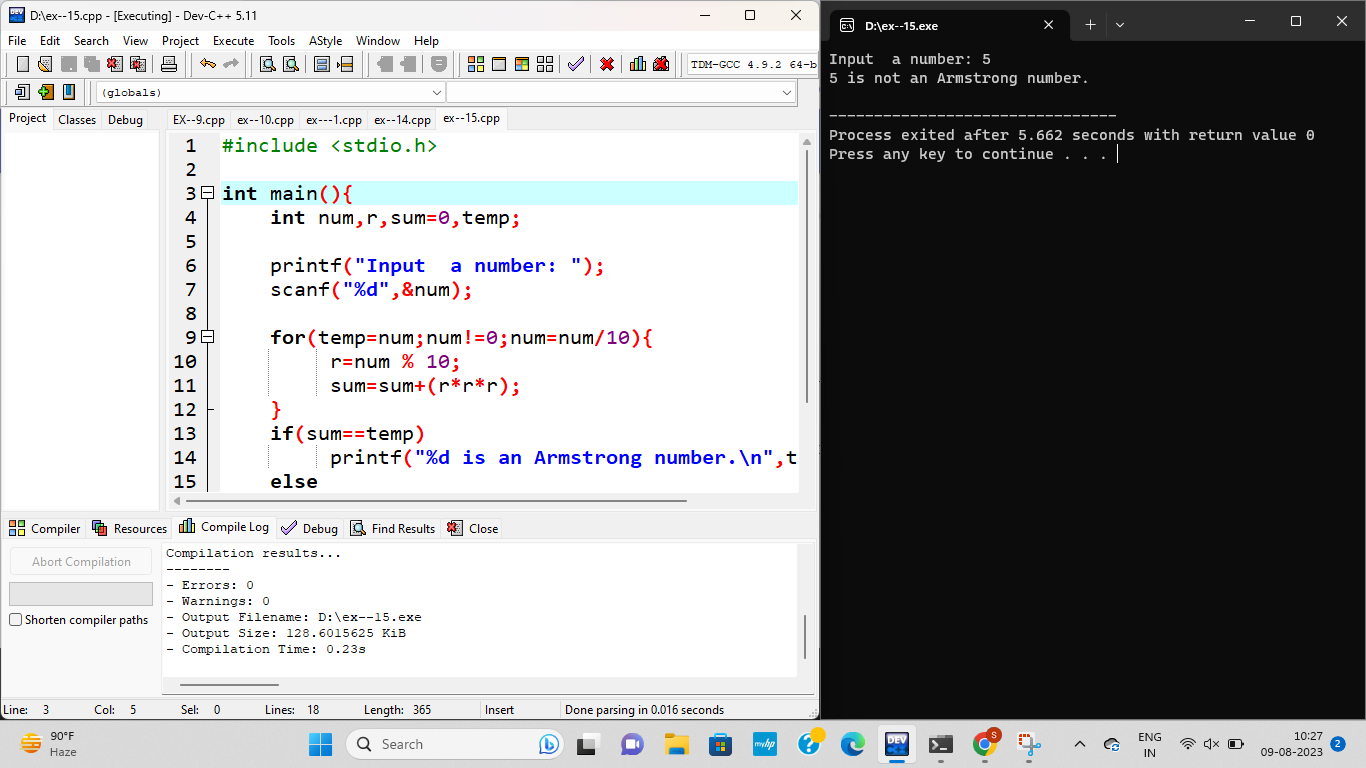 D:\ex--15.cpp - [Executing] - Dev-C++ 5.11
File Edit Search View Project Execute Tools AStyle Window Help
TDM-GCC 4.9.2 64-b
(globals)
Project Classes Debug
EX--9.cpp ex--10.cpp ex---1.cpp ex--14.cpp ex--15.cpp
1 #include <stdio.h>
2
3 int main(){
4 int num,r,sum=0,temp;
5
6 printf("Input  a number: ");
7 scanf("%d",&num);
8
9 for(temp=num;num!=0;num=num/10){
10 r=num % 10;
11 sum=sum+(r*r*r);
12 }
13 if(sum==temp)
14 printf("%d is an Armstrong number.\n",t
15 else
Compiler Resources Compile Log Debug Find Results Close
Abort Compilation
Shorten compiler paths
Compilation results...
--------
- Errors: 0
- Warnings: 0
- Output Filename: D:\ex--15.exe
- Output Size: 128.6015625 KiB
- Compilation Time: 0.23s
Line: 3 Col: 5 Sel: 0 Lines: 18 Length: 365 Insert Done parsing in 0.016 seconds
D:\ex--15.exe
Input  a number: 5
5 is not an Armstrong number.
--------------------------------
Process exited after 5.662 seconds with return value 0
Press any key to continue . . .
90°F
Haze
Search
DEV
myhp
S
ENG
IN
10:27
09-08-2023
2